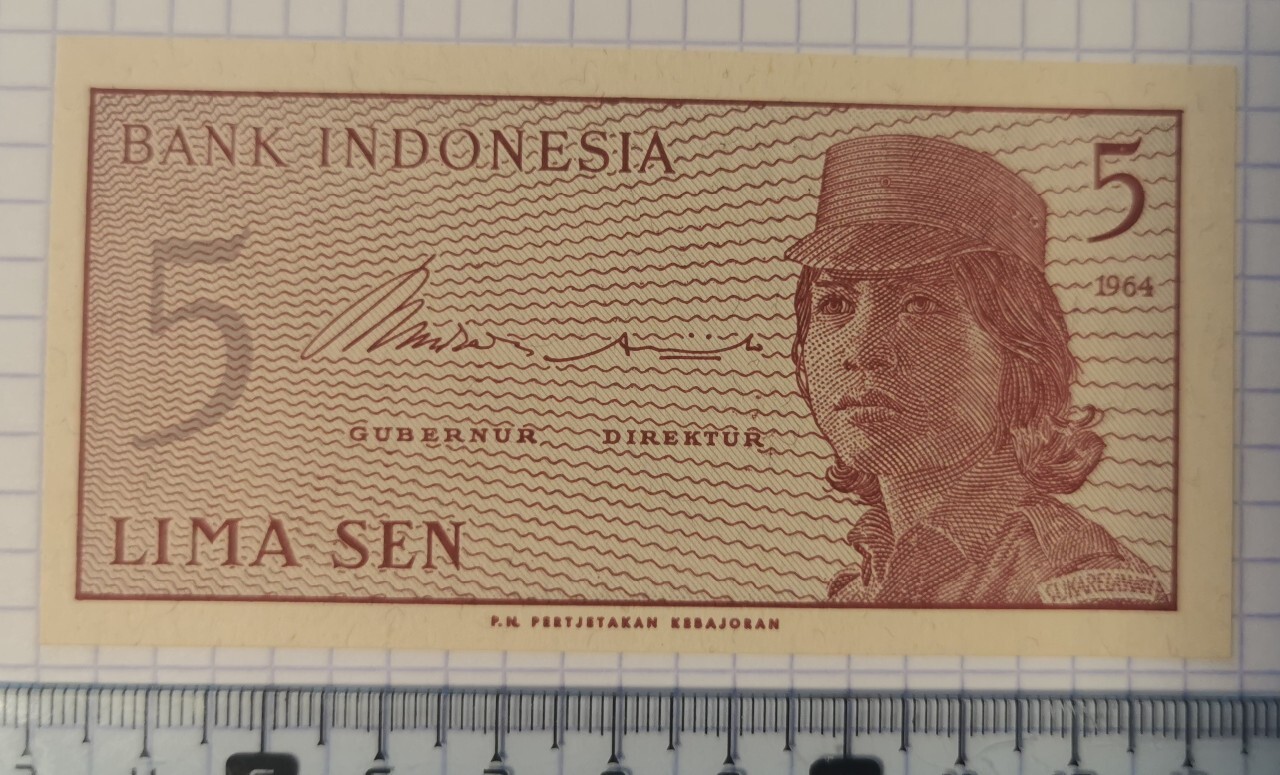 BANK INDONESIA
5
5
1964
GUBERNUR DIREKTUR
LIMA SEN
SUKARELAWATI
P.N. PERTJETAKAN KEBAJORAN